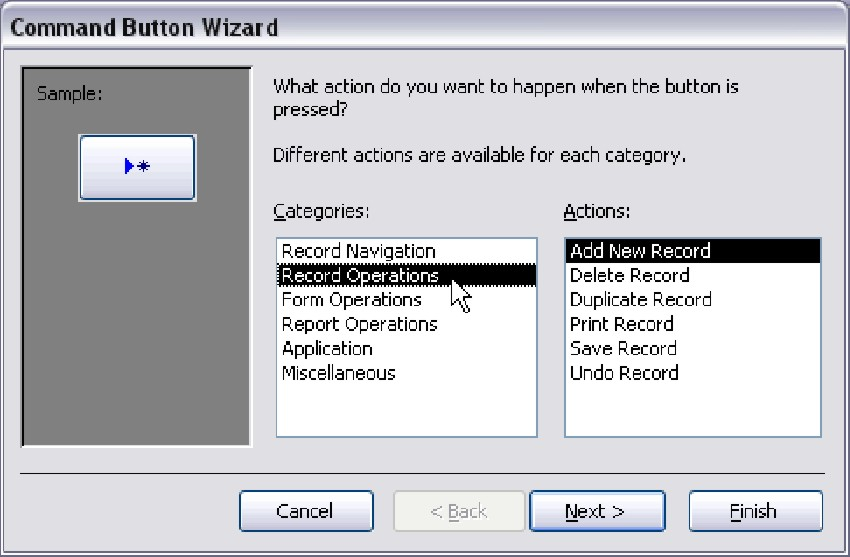 Command Button Wizard
Sample:
What action do you want to happen when the button is
pressed?
Different actions are available for each category.
Categories:
Actions:
Record Navigation
Record Operations
Form Operations
Report Operations
Application
Miscellaneous
Add New Record
Delete Record
Duplicate Record
Print Record
Save Record
Undo Record
Cancel
< Back
Next >
Finish